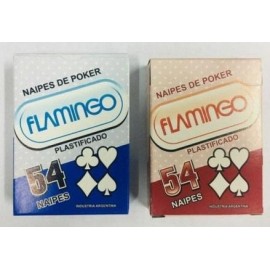 NAIPES DE POKER
FLAMINGO
PLASTIFICADO
54
NAIPES
INDUSTRIA ARGENTINA
NAIPES DE POKER
FLAMINGO
PLASTIFICADO
54
NAIPES
INDUSTRIA ARGENTINA